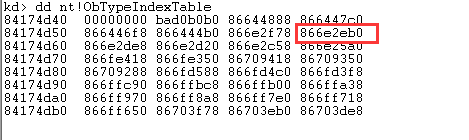 kd> dd nt!ObTypeIndexTable
84174d40  00000000 bad0b0b0 86644888 866447c0
84174d50  866446f8 866444b0 866e2f78 866e2eb0
84174d60  866e2de8 866e2d20 866e2c58 866e25a0
84174d70  866fe418 866fe350 86709418 86709350
84174d80  86709288 866fd588 866fd4c0 866fd3f8
84174d90  866ffc90 866ffbc8 866ffb00 866ffa38
84174da0  866ff970 866ff8a8 866ff7e0 866ff718
84174db0  866ff650 86703f78 86703eb0 86703de8